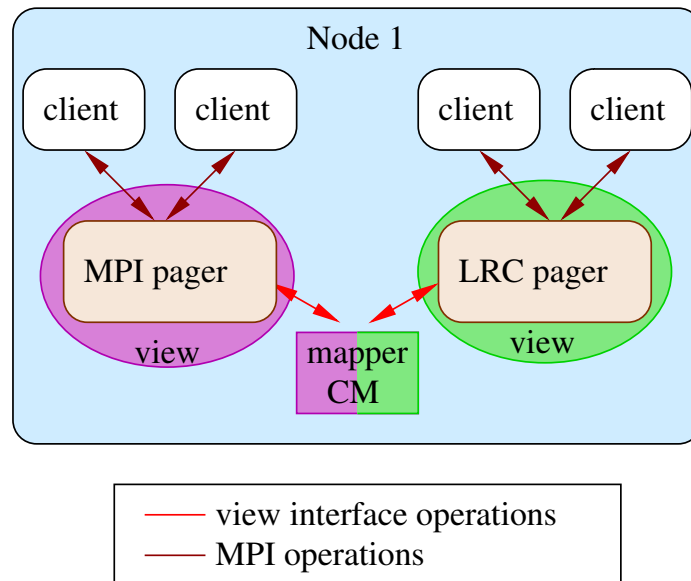 Node 1
client
client
client
client
MPI pager
LRC pager
view
view
mapper
CM
view interface operations
MPI operations